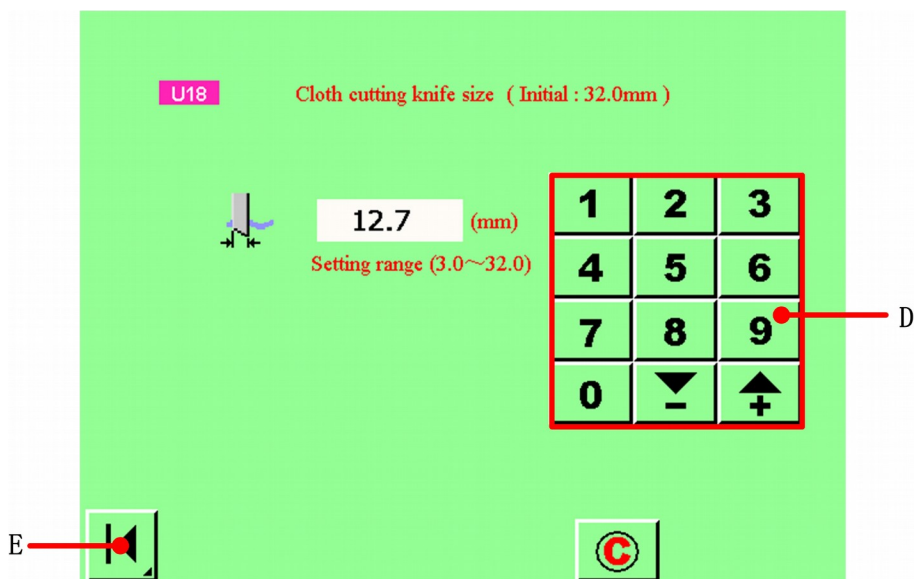 U18 Cloth cutting knife size ( Initial : 32.0mm )
12.7 (mm)
Setting range (3.0～32.0)
1 2 3
4 5 6
7 8 9
0 − +
D
E
C